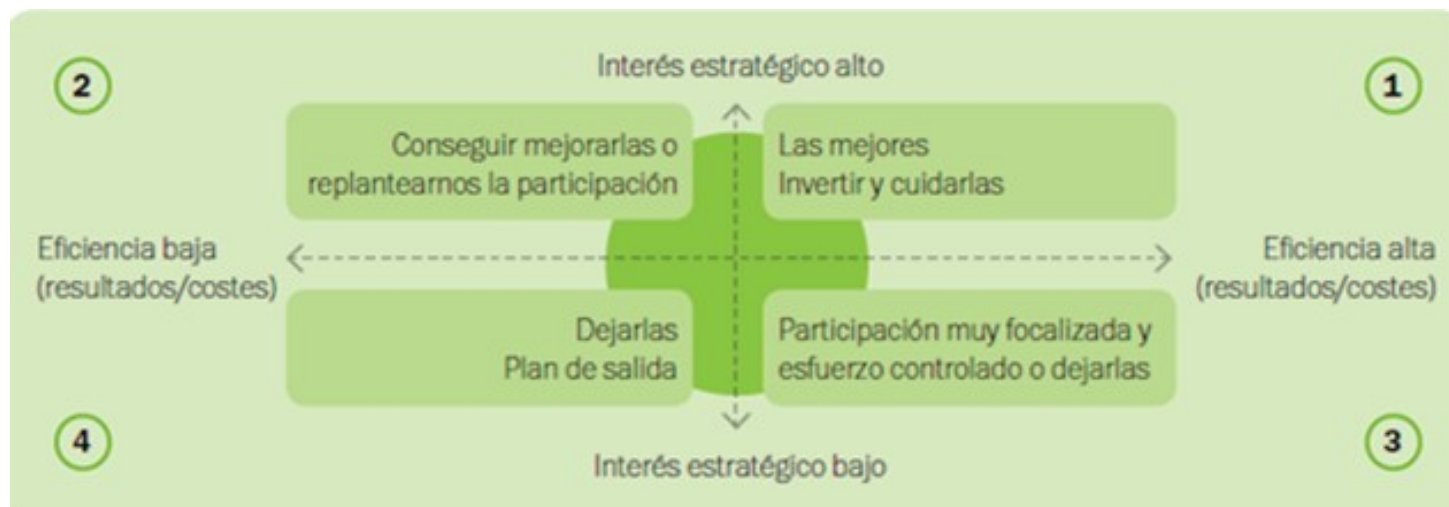 2
Interés estratégico alto
1
Conseguir mejorarlas o
replantearnos la participación
Las mejores
Invertir y cuidarlas
Eficiencia baja
(resultados/costes)
Eficiencia alta
(resultados/costes)
Dejarlas
Plan de salida
Participación muy focalizada y
esfuerzo controlado o dejarlas
4
Interés estratégico bajo
3